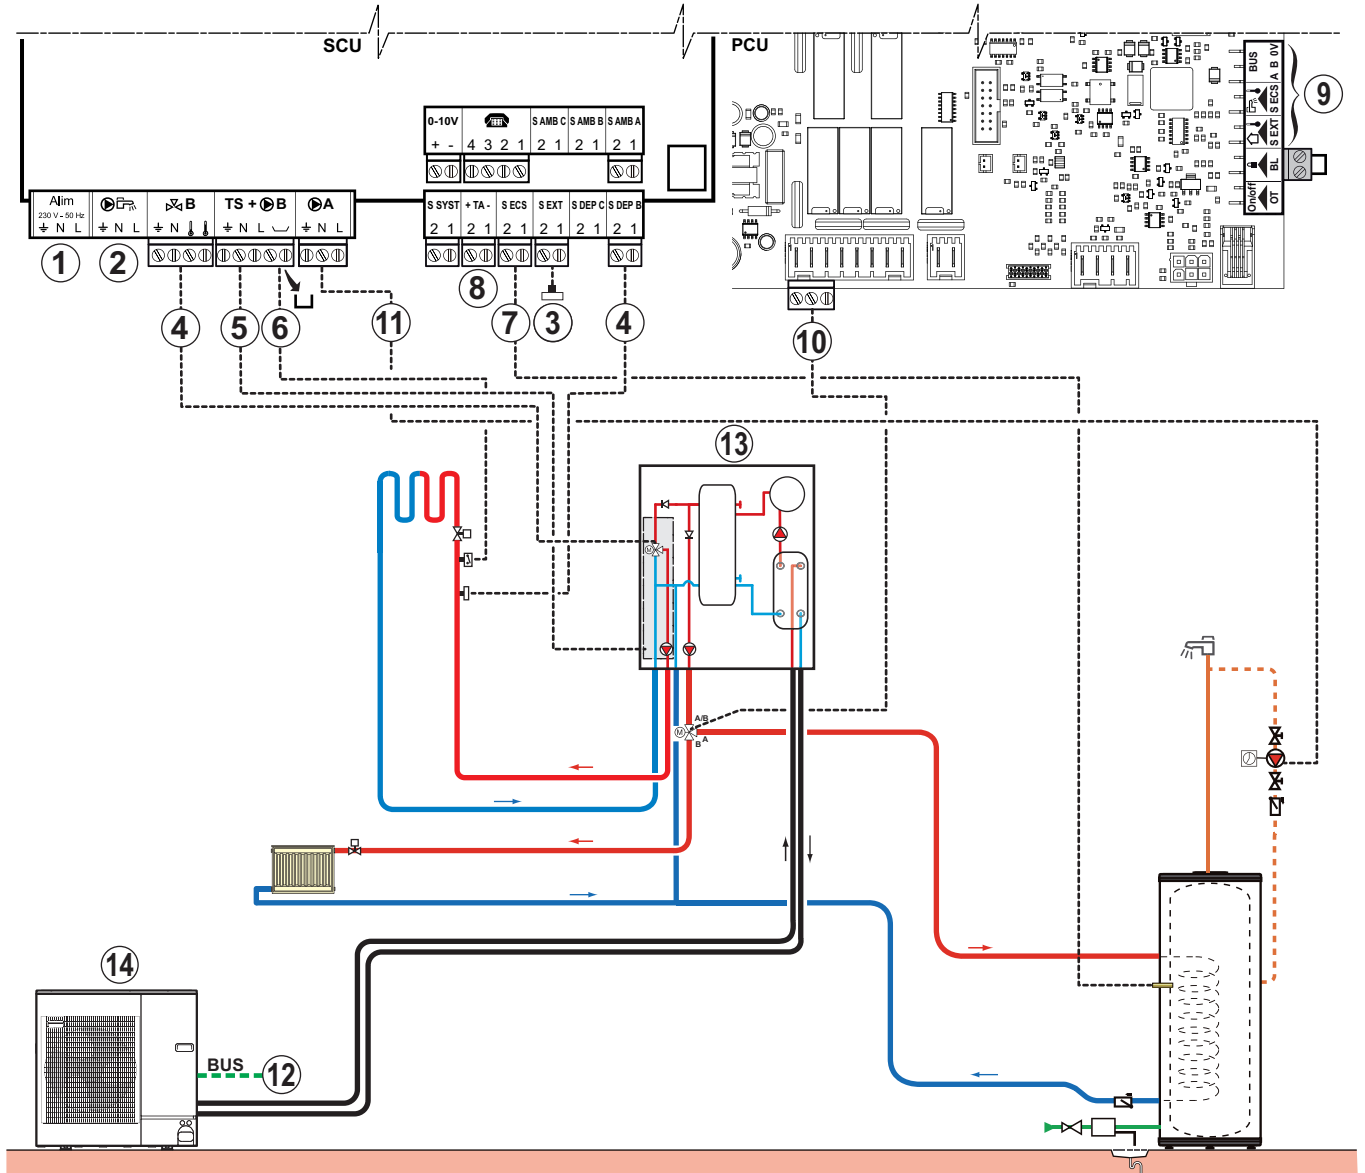 SCU
PCU
0-10V
S AMB C
S AMB B
S AMB A
+ -
4 3 2 1
2 1
2 1
2 1
Alim
230 V - 50 Hz
N L
N L
B
N
TS + B
N L
A
N L
S SYST
+ TA -
S ECS
S EXT
S DEP C
S DEP B
2 1
2 1
2 1
2 1
2 1
2 1
BUS
A B 0V
S ECS
S EXT
BL
On/off
OT
9
1
2
8
4
5
6
11
7
3
4
10
13
M
A/B
M
A
B
14
BUS
12